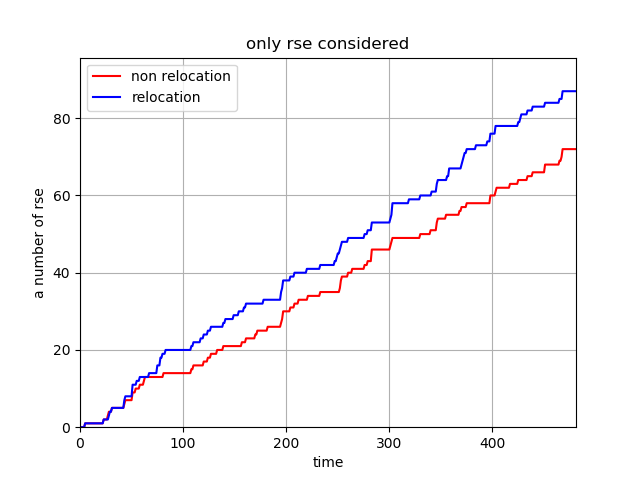 only rse considered
non relocation
relocation
a number of rse
80
60
40
20
0
0 100 200 300 400
time